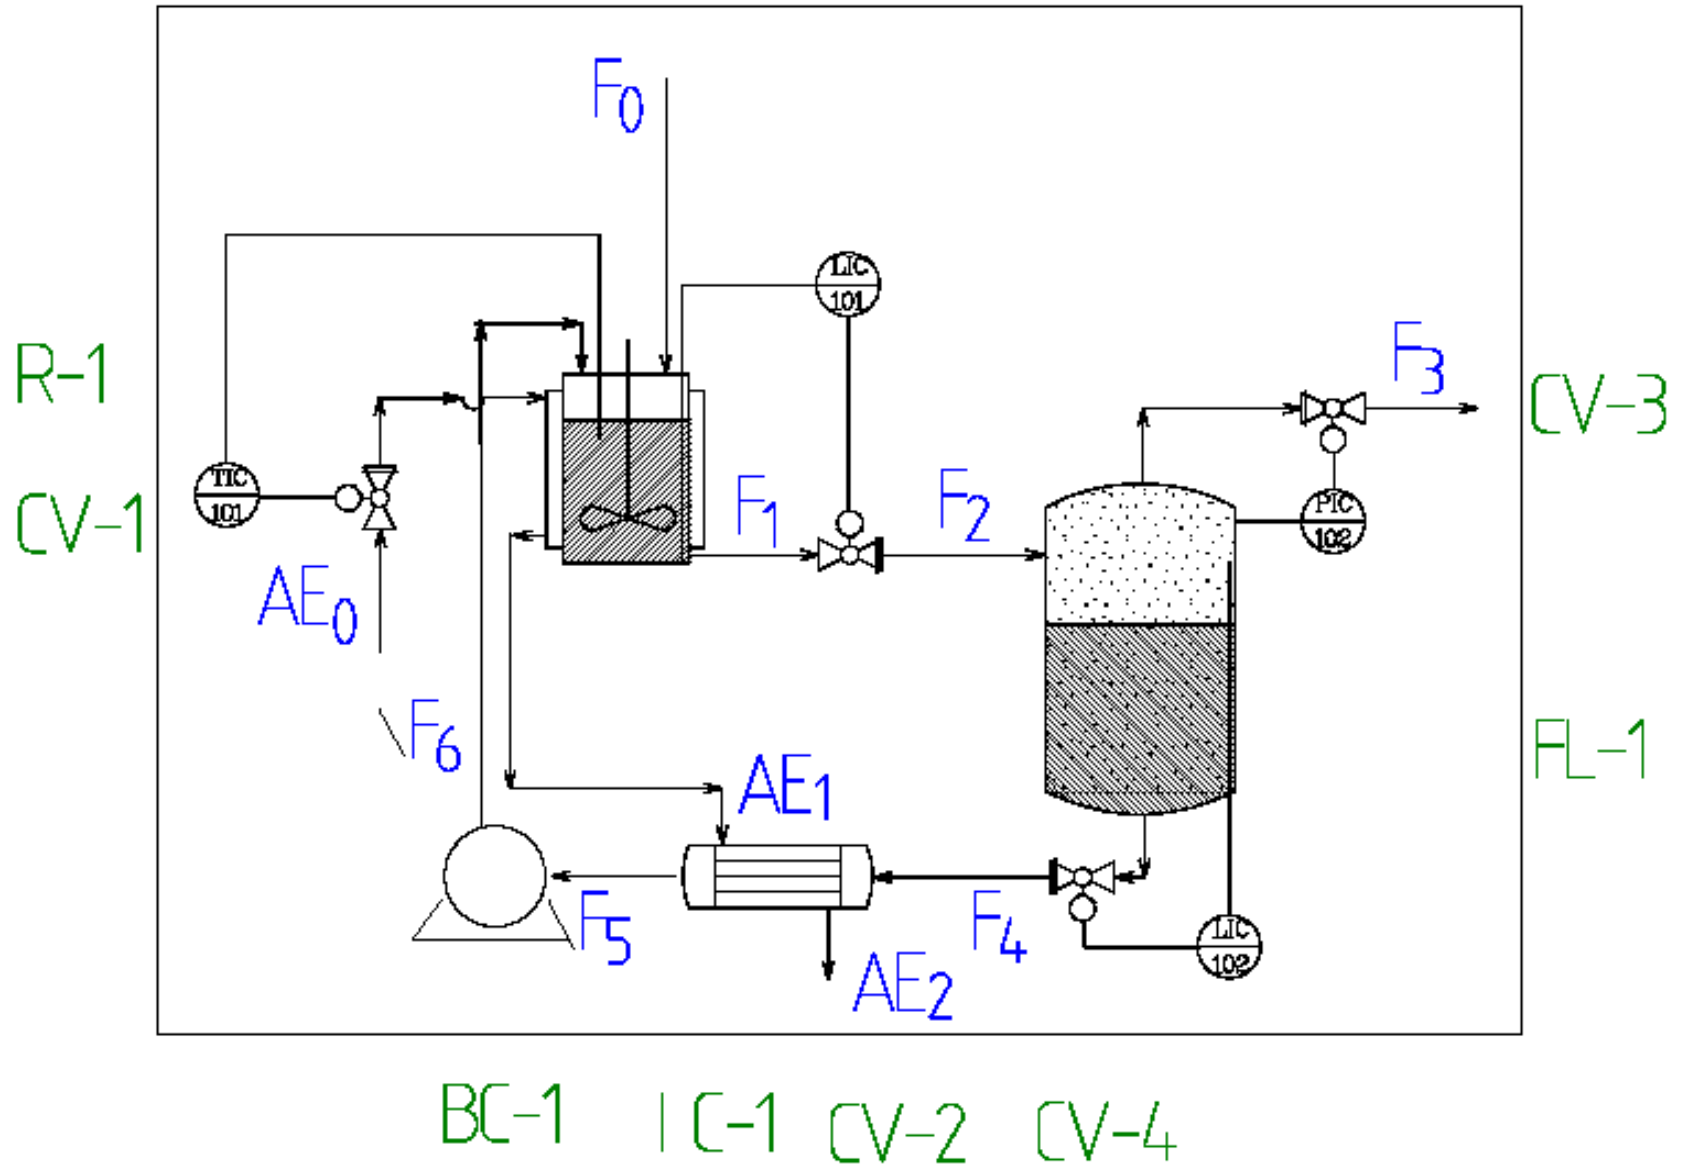 F0
LIC
101
F3
R-1
CV-3
TIC
101
CV-1
F1
F2
PIC
102
AE0
F6
FL-1
AE1
F5
F4
LIC
102
AE2
BC-1
IC-1
CV-2
CV-4